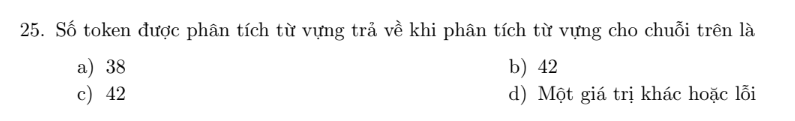 25. Số token được phân tích từ vựng trả về khi phân tích từ vựng cho chuỗi trên là
a) 38 b) 42
c) 42 d) Một giá trị khác hoặc lỗi